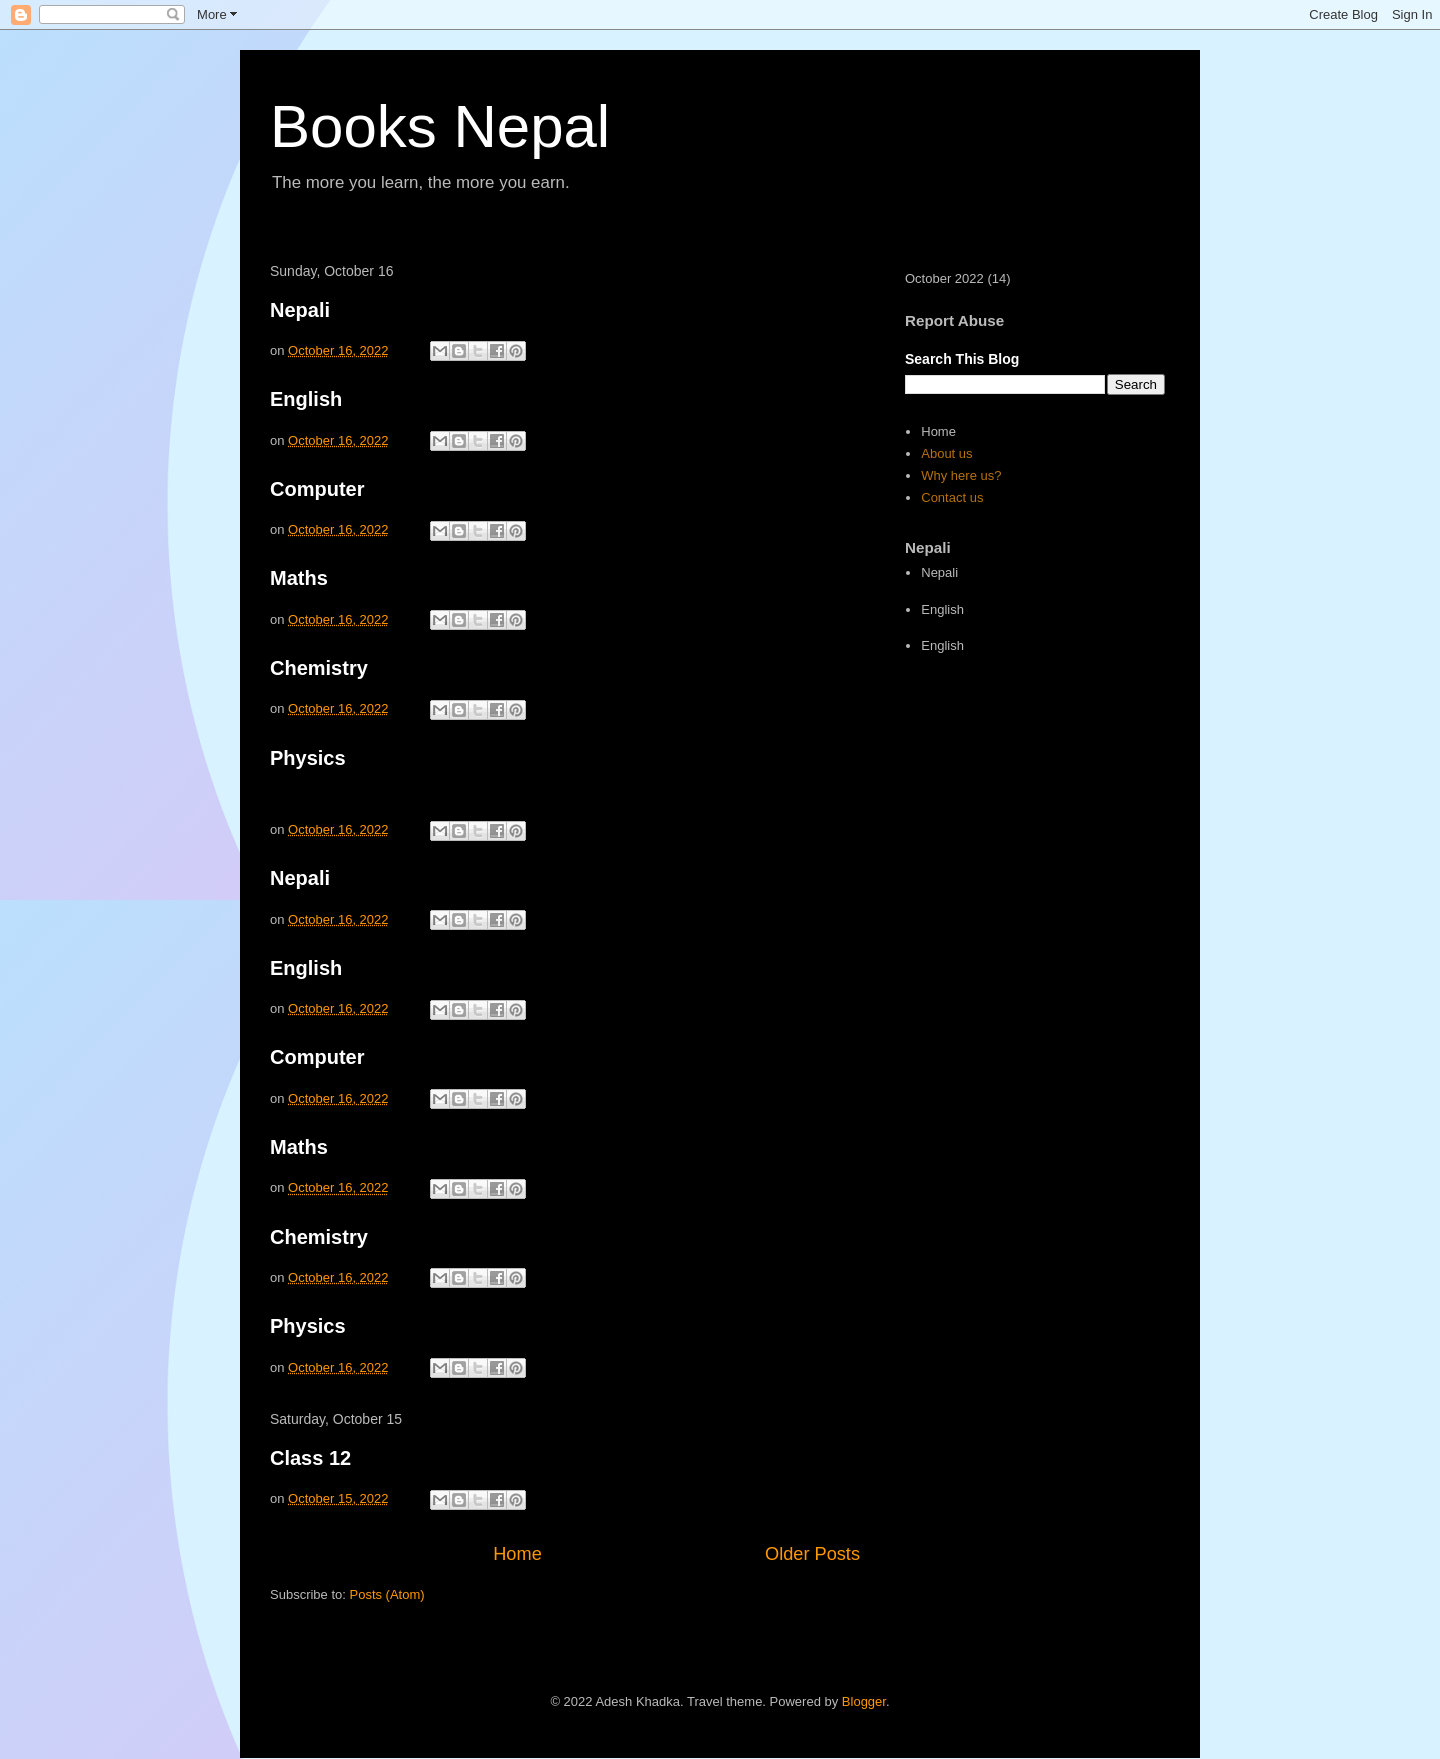 More
Create Blog
Sign In
Books Nepal
The more you learn, the more you earn.
Sunday, October 16
Nepali
on October 16, 2022
English
on October 16, 2022
Computer
on October 16, 2022
Maths
on October 16, 2022
Chemistry
on October 16, 2022
Physics
on October 16, 2022
Nepali
on October 16, 2022
English
on October 16, 2022
Computer
on October 16, 2022
Maths
on October 16, 2022
Chemistry
on October 16, 2022
Physics
on October 16, 2022
Saturday, October 15
Class 12
on October 15, 2022
Home
Older Posts
Subscribe to: Posts (Atom)
October 2022 (14)
Report Abuse
Search This Blog
Search
Home
About us
Why here us?
Contact us
Nepali
Nepali
English
English
© 2022 Adesh Khadka. Travel theme. Powered by Blogger.